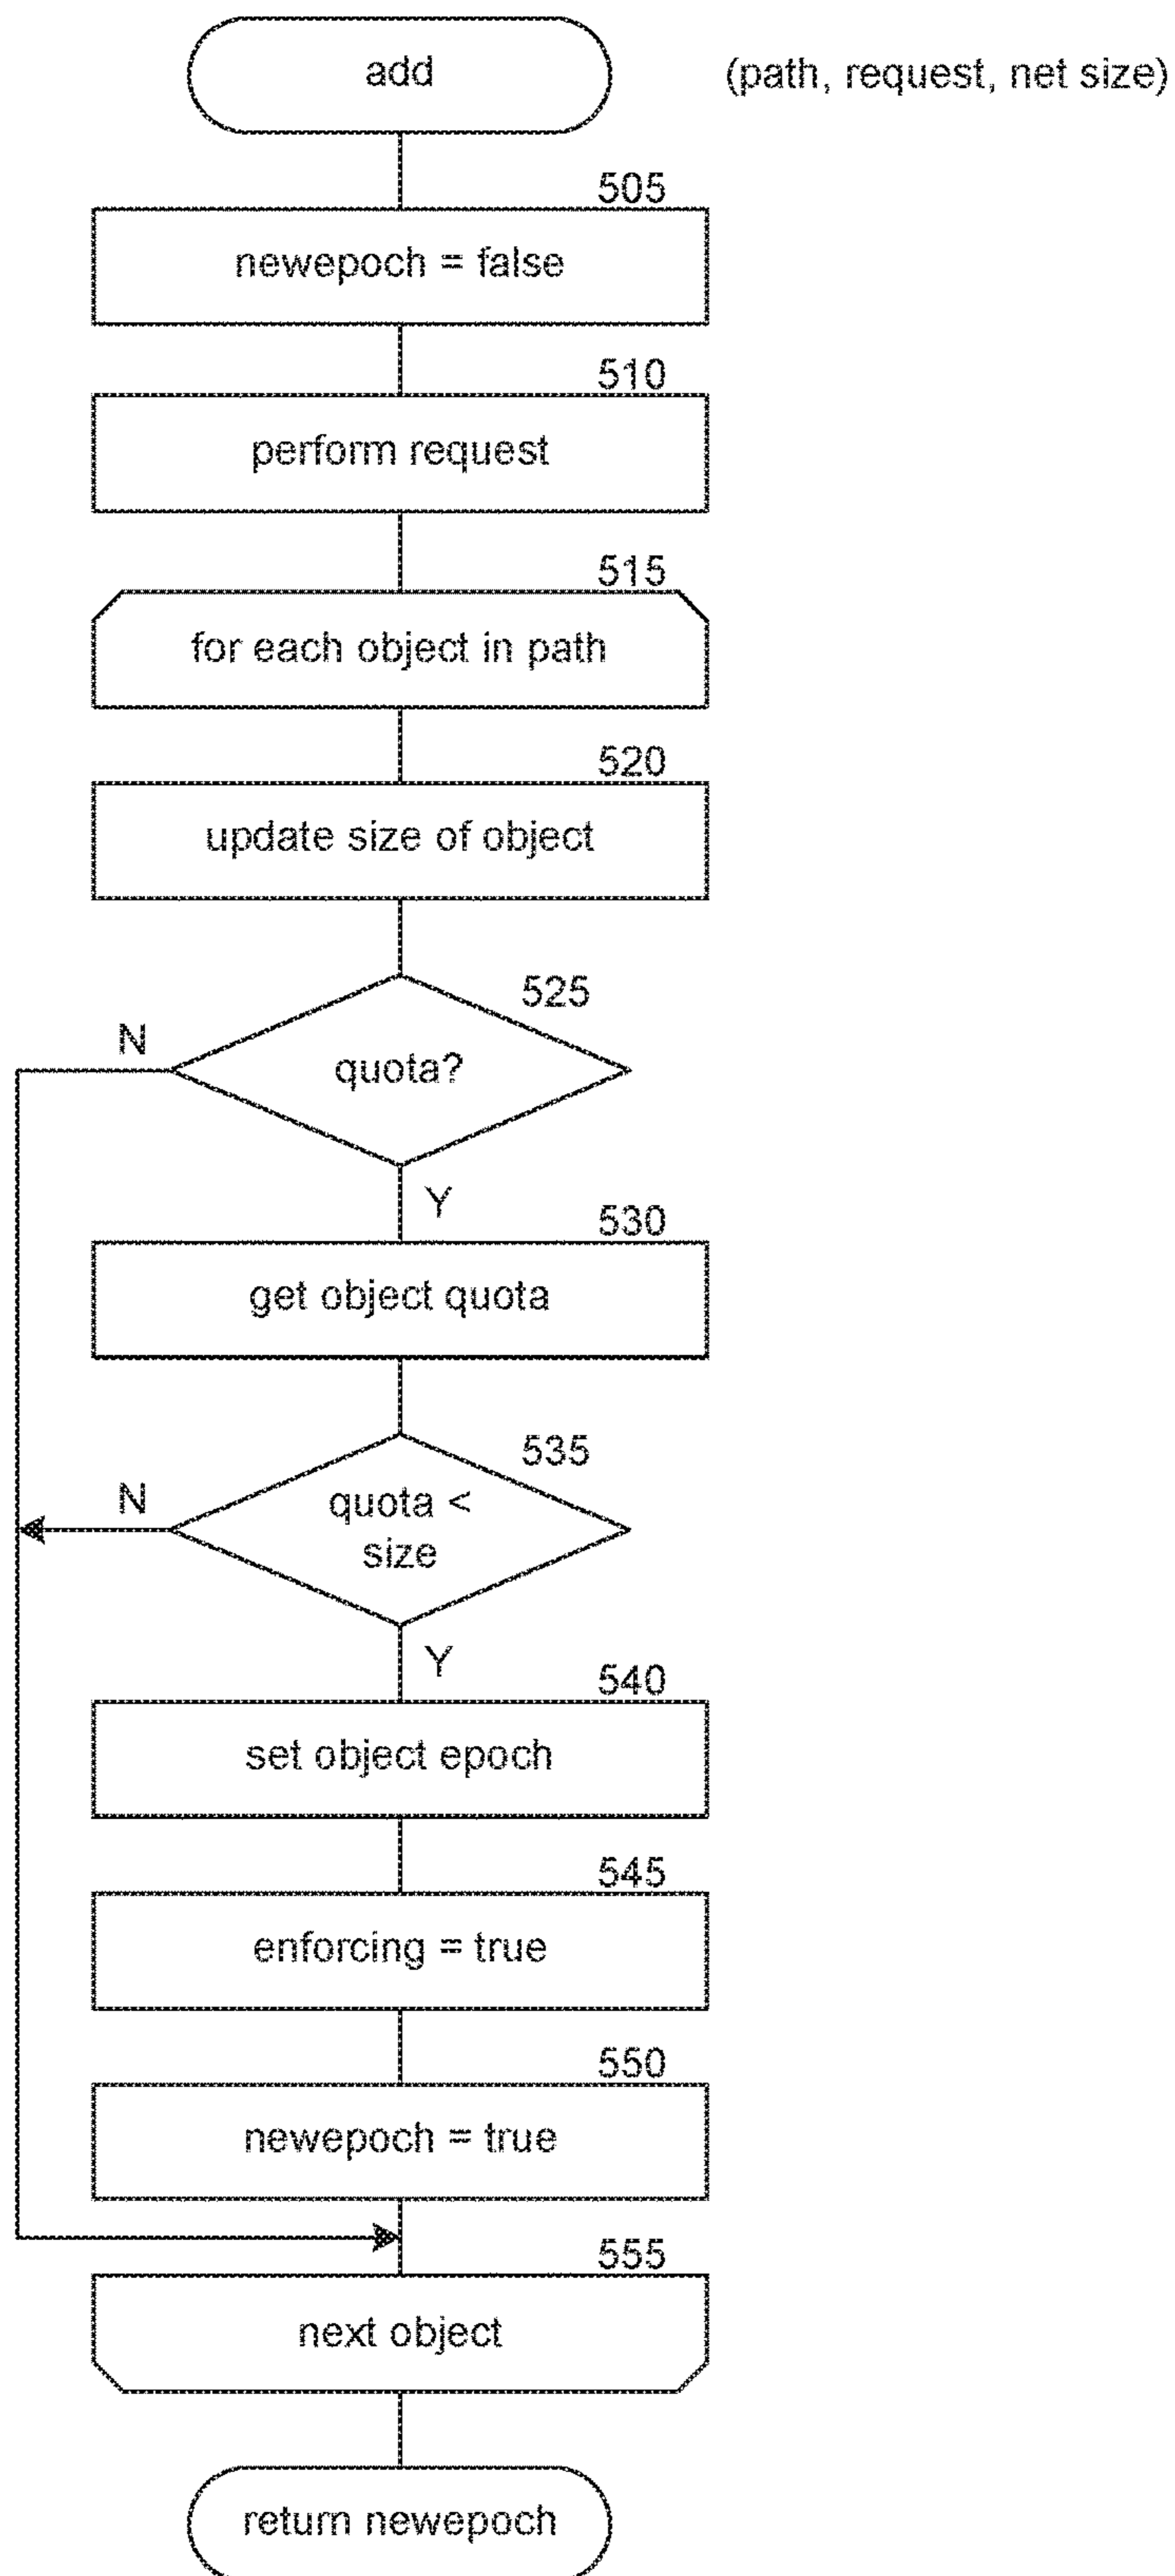 add
(path, request, net size)
505
newepoch = false
510
perform request
515
for each object in path
520
update size of object
525
N
quota?
Y
530
get object quota
535
N
quota <
size
Y
540
set object epoch
545
enforcing = true
550
newepoch = true
555
next object
return newepoch